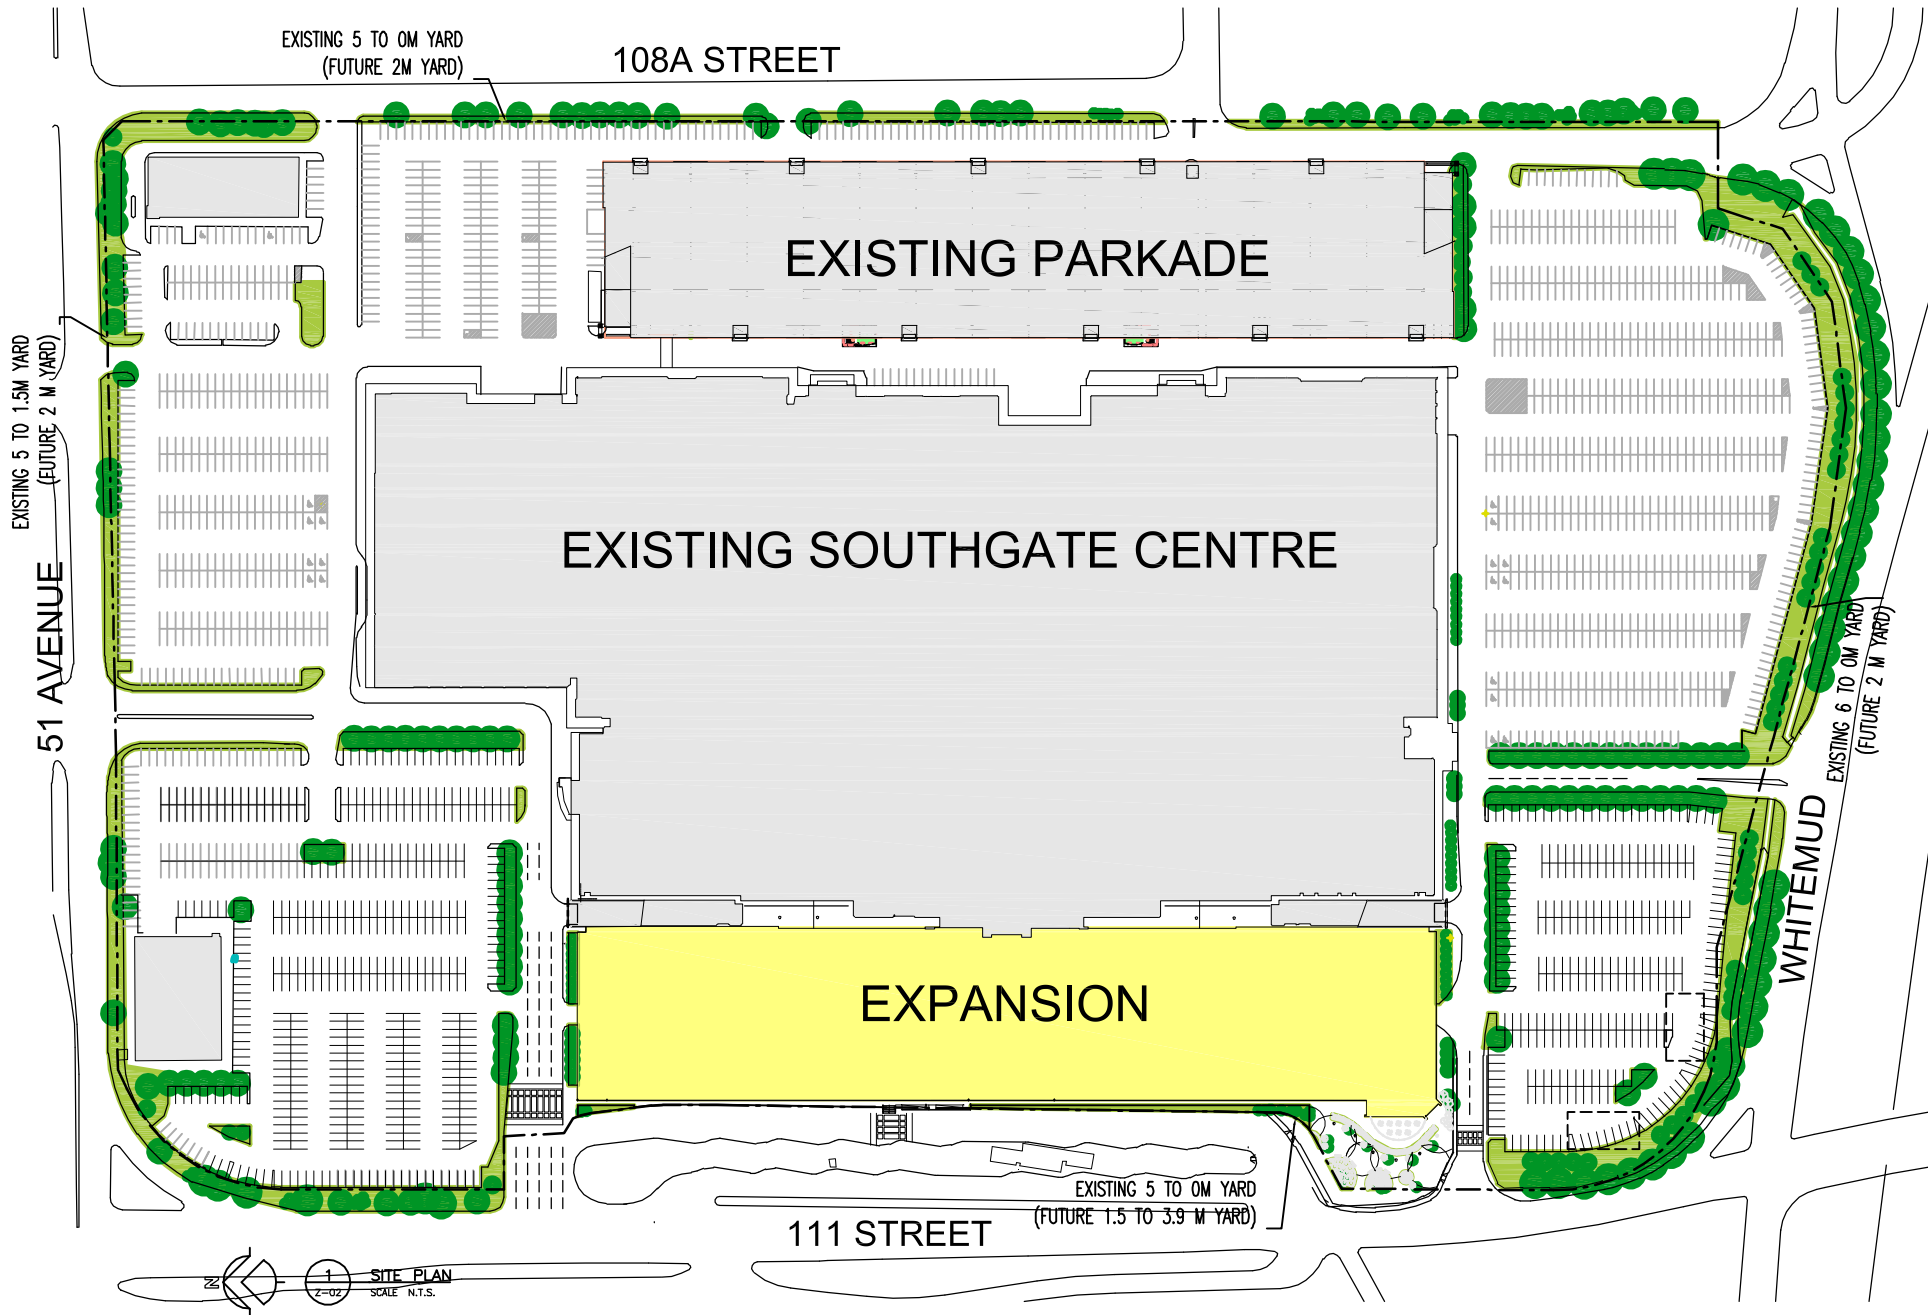 EXISTING 5 TO 0M YARD
(FUTURE 2M YARD)
108A STREET
EXISTING PARKADE
EXISTING 5 TO 1.5M YARD
(FUTURE 2 M YARD)
51 AVENUE
EXISTING SOUTHGATE CENTRE
EXISTING 6 TO 0M YARD
(FUTURE 2 M YARD)
WHITEMUD
EXPANSION
EXISTING 5 TO 0M YARD
(FUTURE 1.5 TO 3.9 M YARD)
111 STREET
N
1
Z-02
SITE PLAN
SCALE N.T.S.